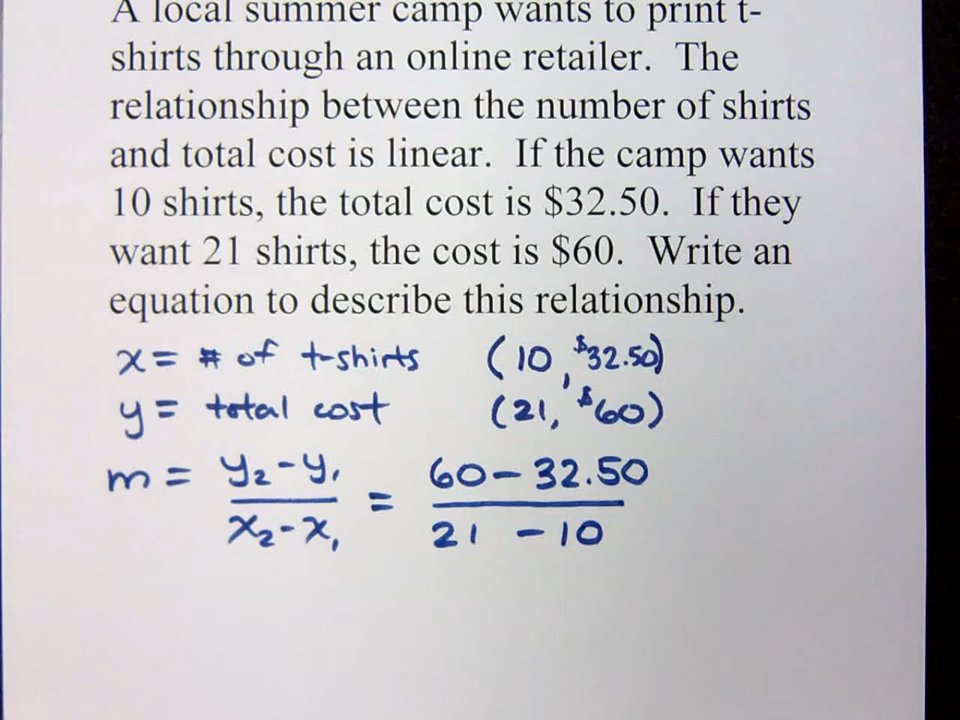 A local summer camp wants to print t-
shirts through an online retailer. The
relationship between the number of shirts
and total cost is linear. If the camp wants
10 shirts, the total cost is $32.50. If they
want 21 shirts, the cost is $60. Write an
equation to describe this relationship.
x = # of t-shirts (10, $32.50)
y = total cost (21, $60)
m = y₂-y₁ / x₂-x₁ = 60-32.50 / 21-10